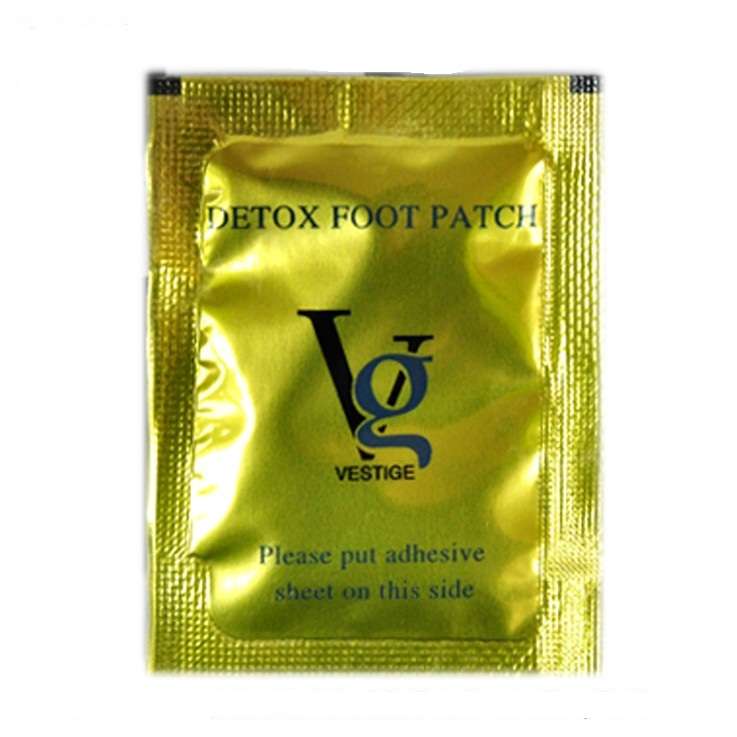 DETOX FOOT PATCH
Vg
VESTIGE
Please put adhesive
sheet on this side